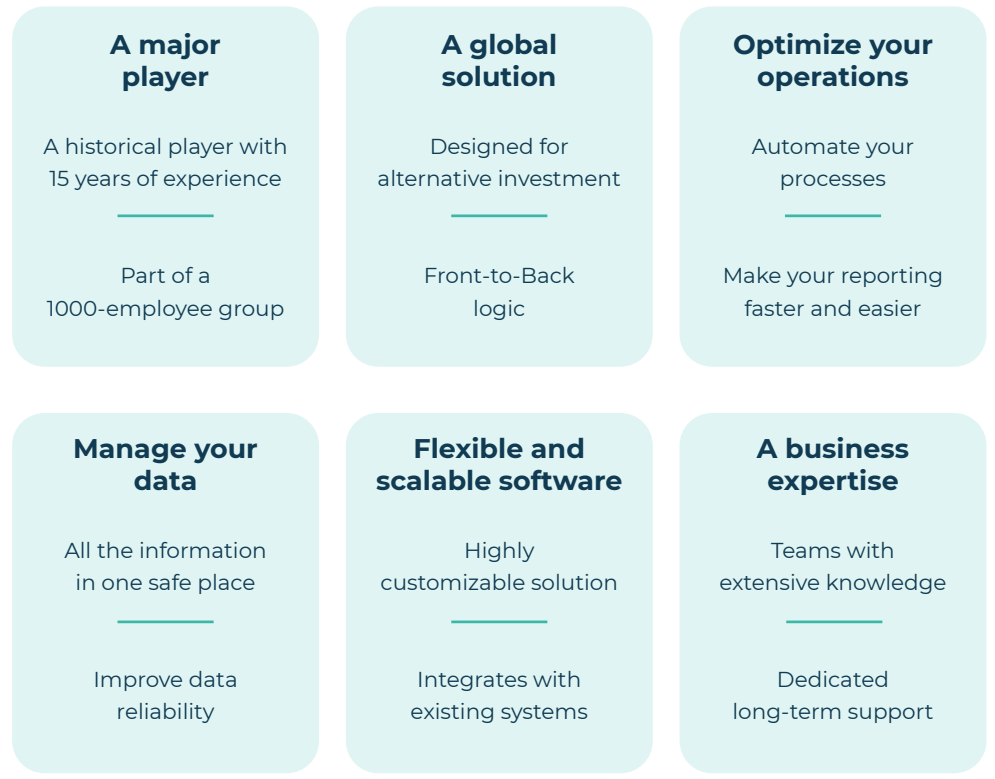 A major
player
A historical player with
15 years of experience
Part of a
1000-employee group
A global
solution
Designed for
alternative investment
Front-to-Back
logic
Optimize your
operations
Automate your
processes
Make your reporting
faster and easier
Manage your
data
All the information
in one safe place
Improve data
reliability
Flexible and
scalable software
Highly
customizable solution
Integrates with
existing systems
A business
expertise
Teams with
extensive knowledge
Dedicated
long-term support